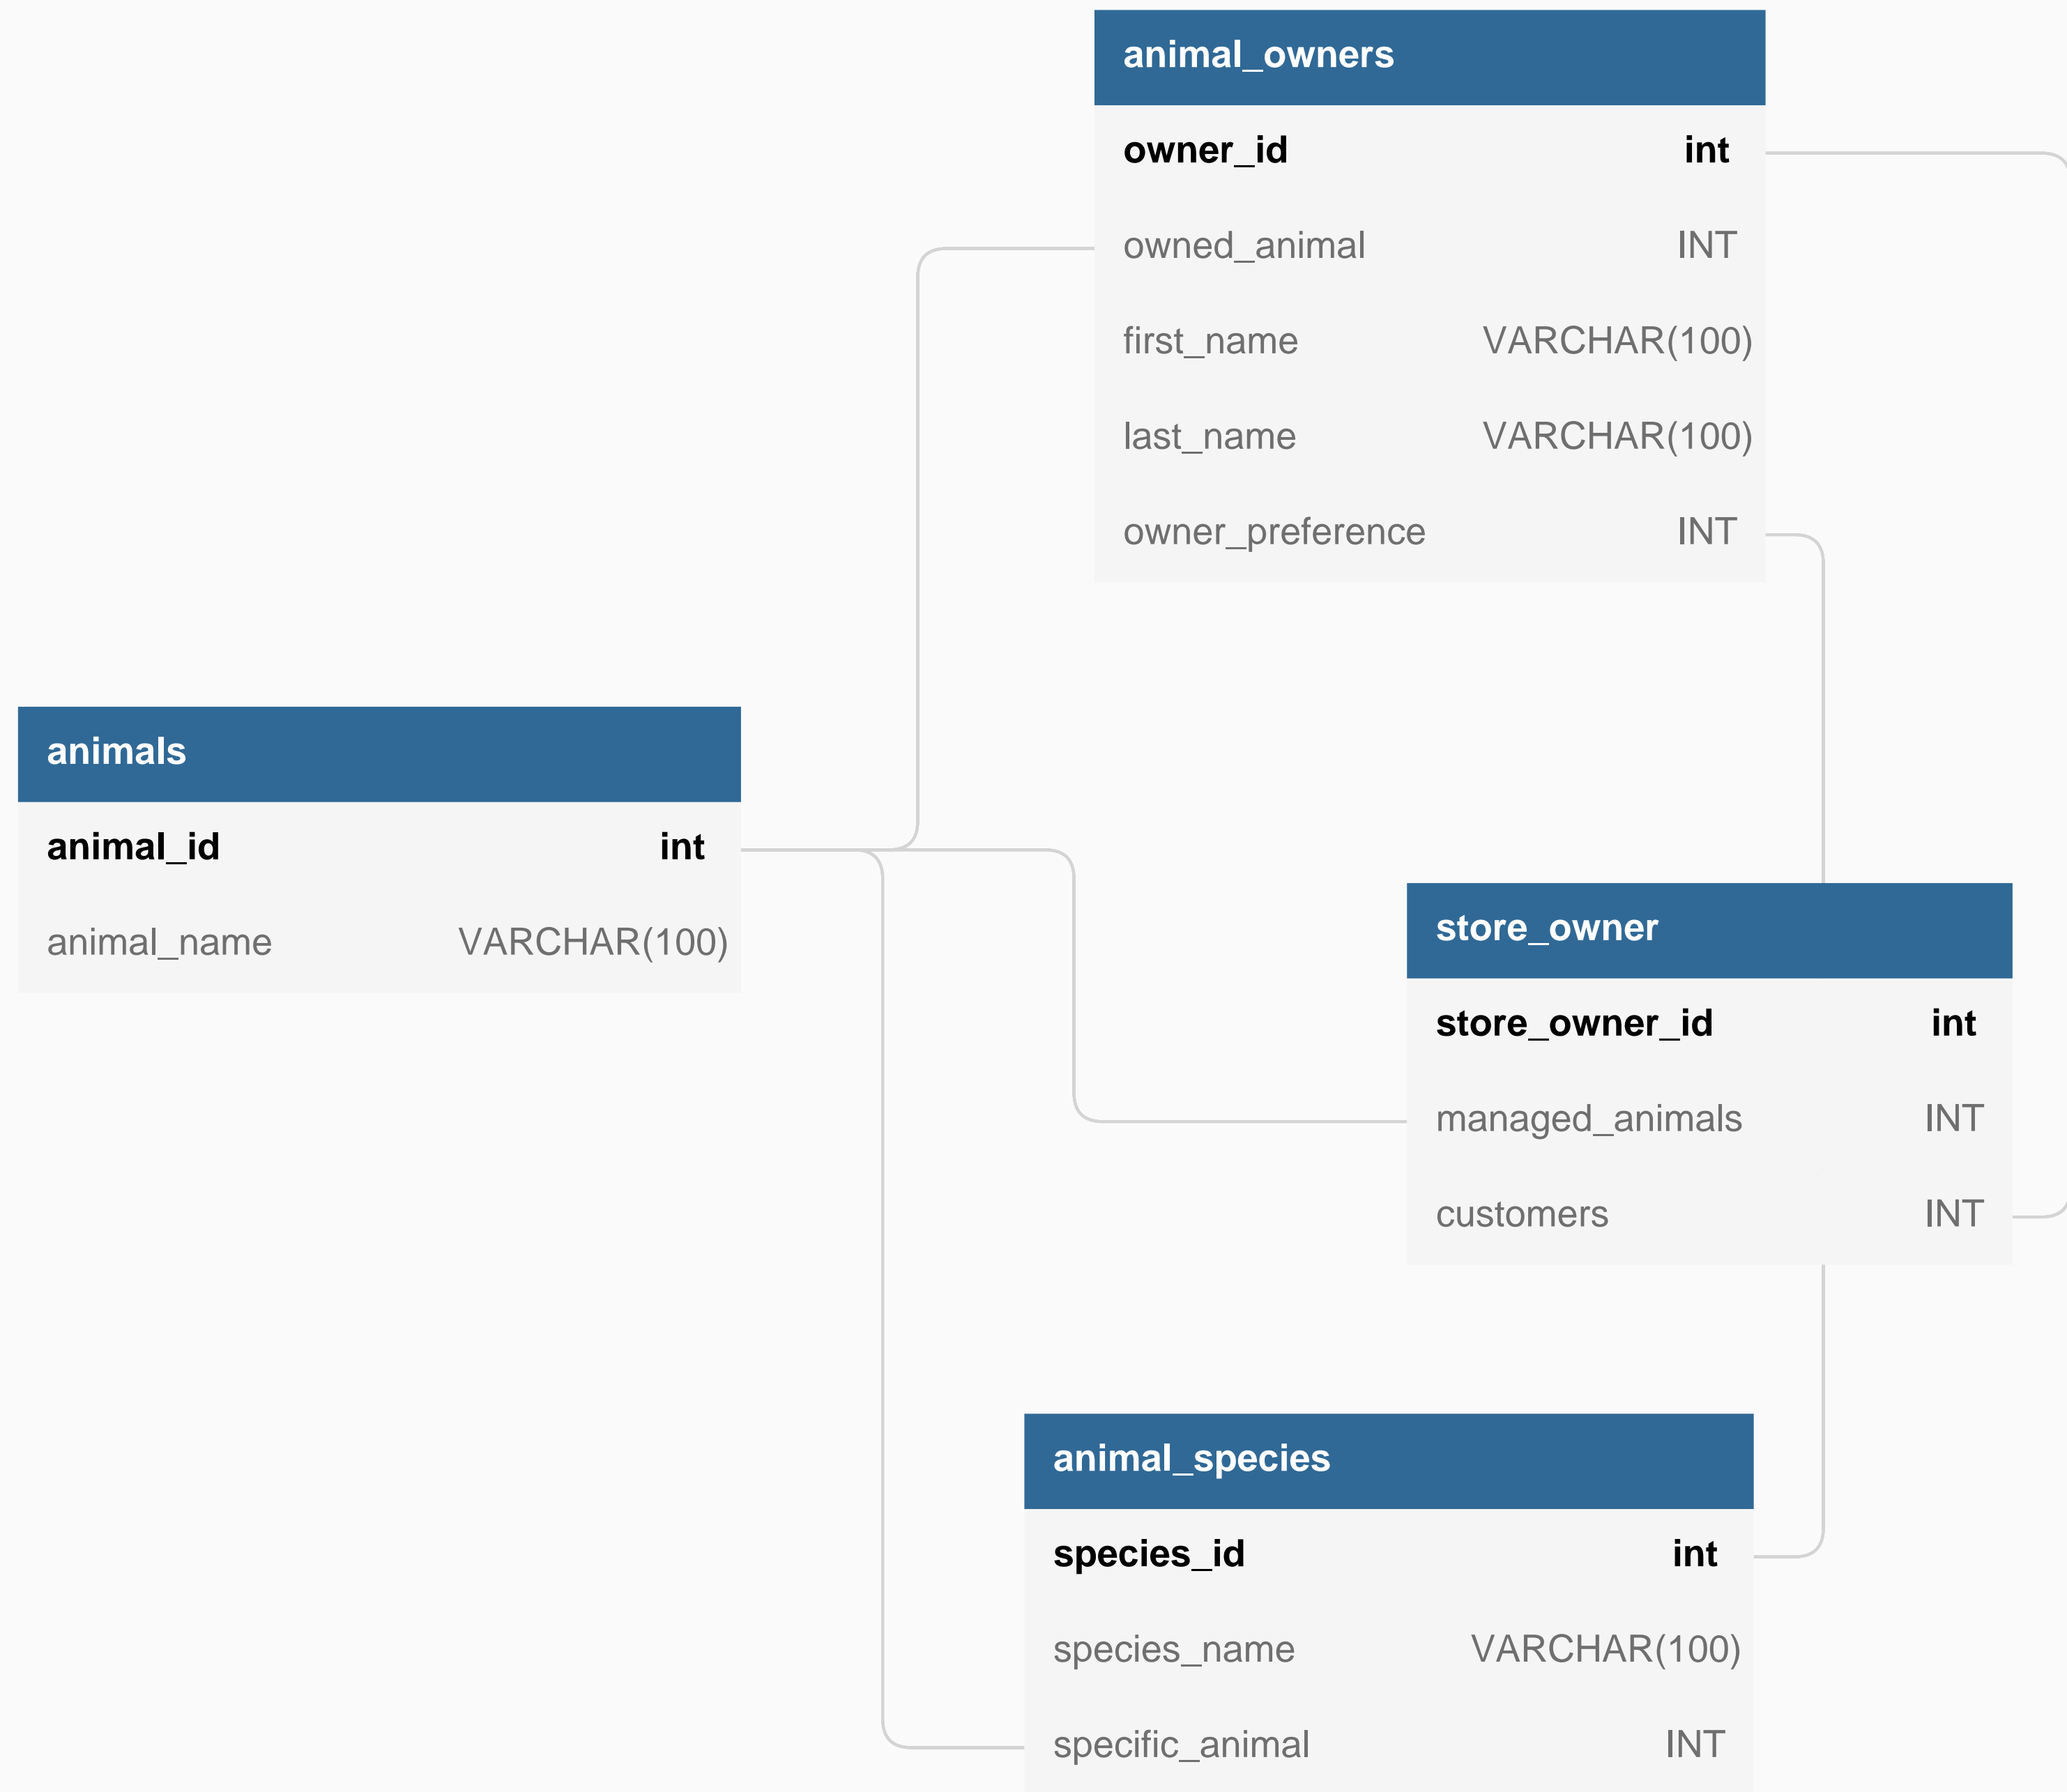 animal_owners
owner_id int
owned_animal INT
first_name VARCHAR(100)
last_name VARCHAR(100)
owner_preference INT
animals
animal_id int
animal_name VARCHAR(100)
store_owner
store_owner_id int
managed_animals INT
customers INT
animal_species
species_id int
species_name VARCHAR(100)
specific_animal INT